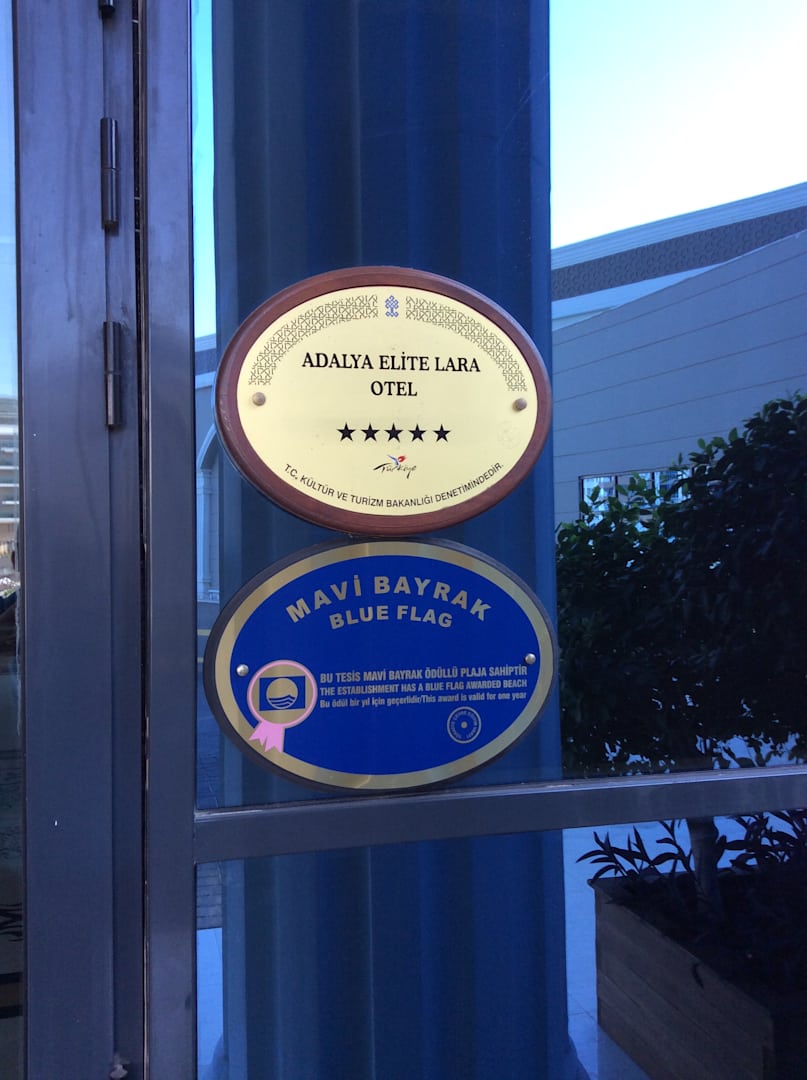 ADALYA ELİTE LARA
OTEL
Türkiye
T.C. KÜLTÜR VE TURİZM BAKANLIĞI DENETİMİNDEDİR.
MAVİ BAYRAK
BLUE FLAG
BU TESİS MAVİ BAYRAK ÖDÜLLÜ PLAJA SAHİPTİR
THE ESTABLISHMENT HAS A BLUE FLAG AWARDED BEACH
Bu ödül bir yıl için geçerlidir/This award is valid for one year